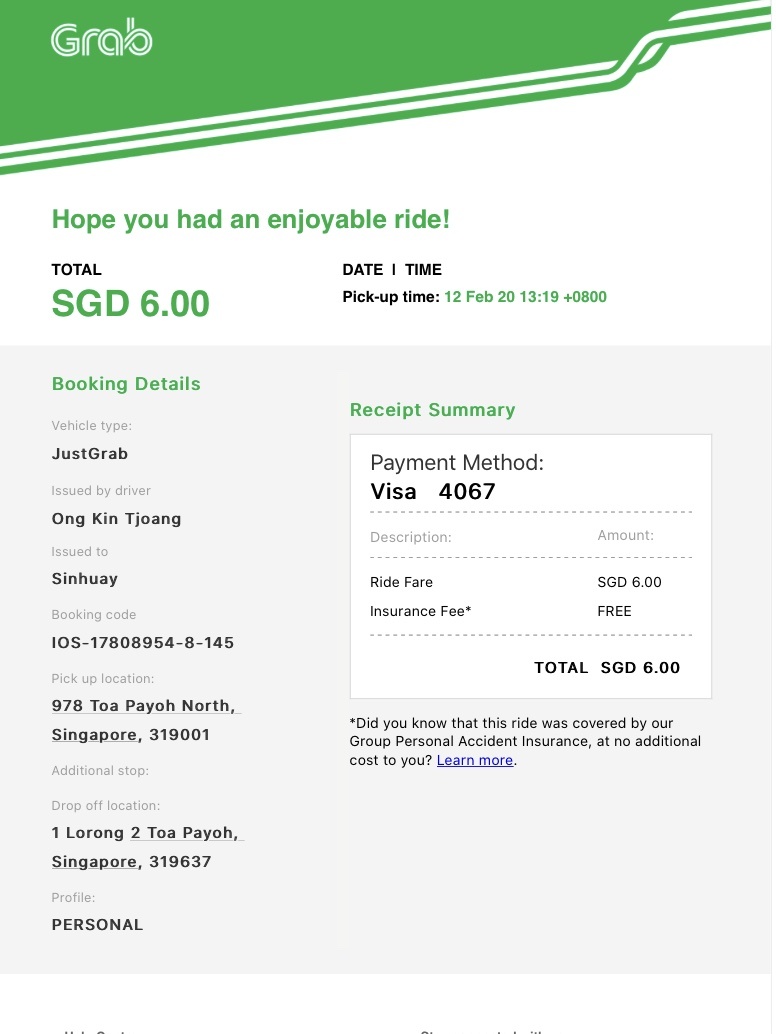 Grab
Hope you had an enjoyable ride!
TOTAL
SGD 6.00
DATE | TIME
Pick-up time: 12 Feb 20 13:19 +0800
Booking Details
Vehicle type:
JustGrab
Issued by driver
Ong Kin Tjoang
Issued to
Sinhuay
Booking code
IOS-17808954-8-145
Pick up location:
978 Toa Payoh North,
Singapore, 319001
Additional stop:
Drop off location:
1 Lorong 2 Toa Payoh,
Singapore, 319637
Profile:
PERSONAL
Receipt Summary
Payment Method:
Visa 4067
Description: Amount:
Ride Fare SGD 6.00
Insurance Fee* FREE
TOTAL SGD 6.00
*Did you know that this ride was covered by our
Group Personal Accident Insurance, at no additional
cost to you? Learn more.